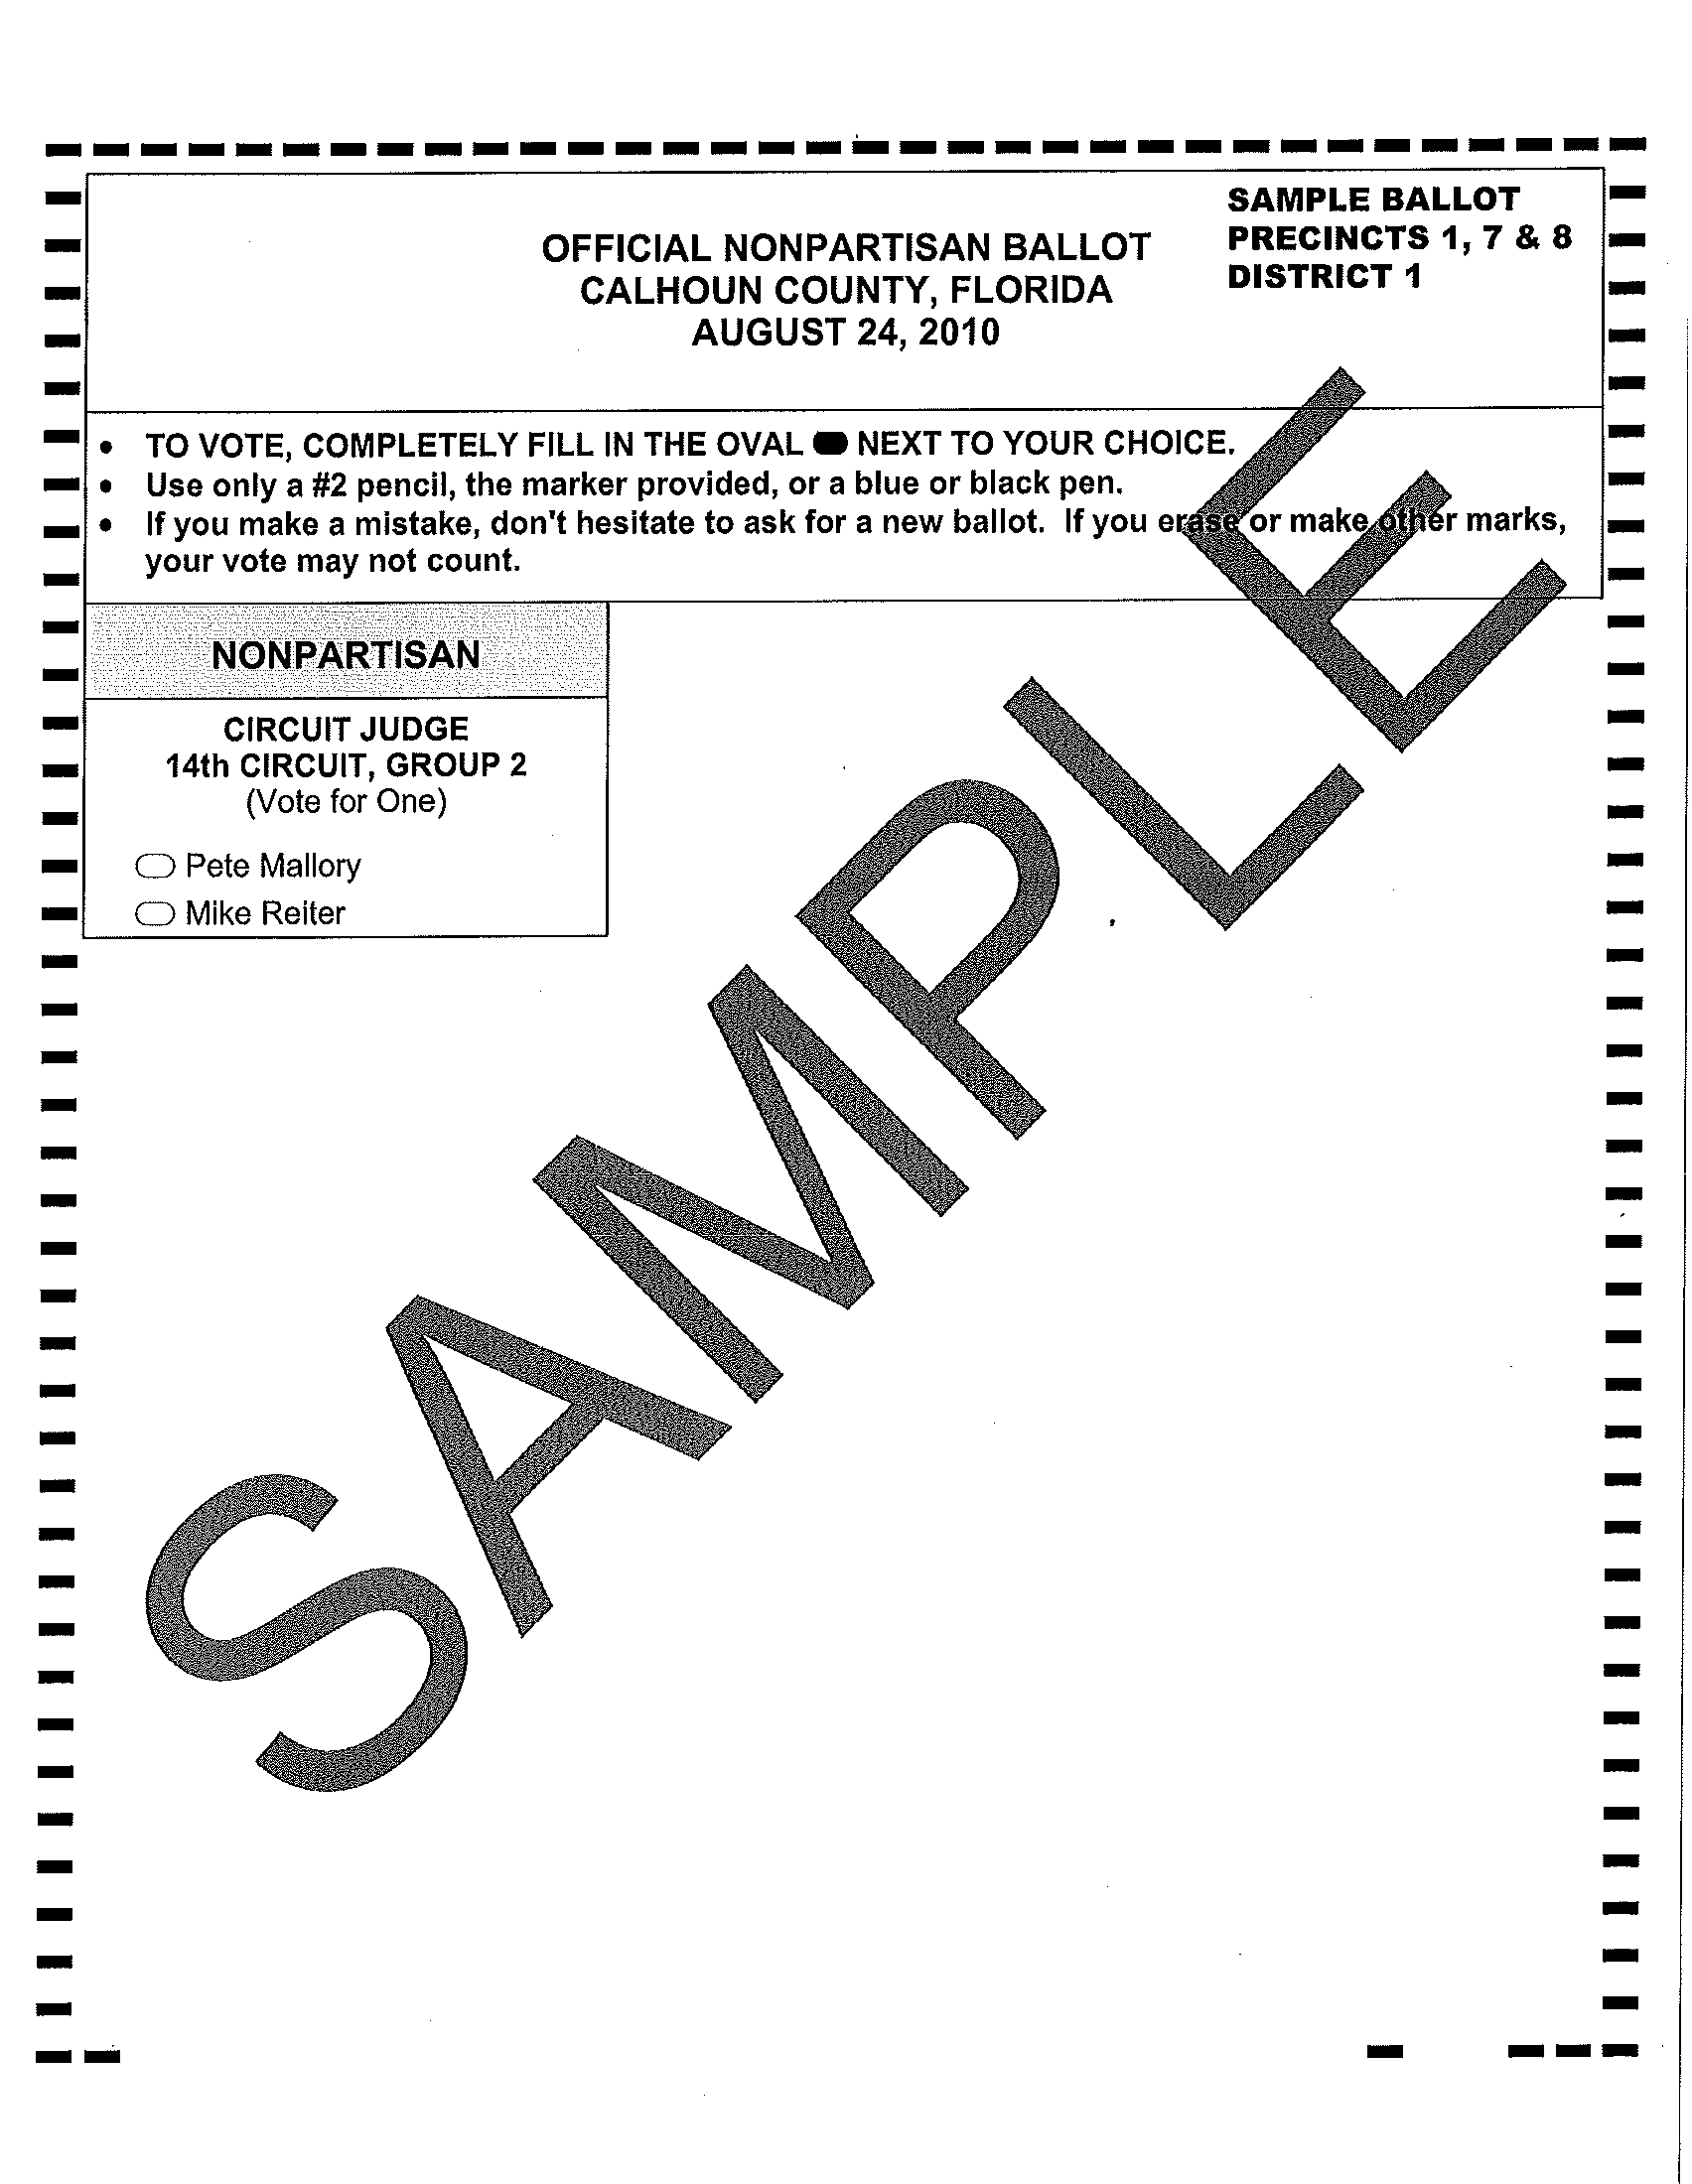 SAMPLE BALLOT
PRECINCTS 1, 7 & 8
DISTRICT 1
OFFICIAL NONPARTISAN BALLOT
CALHOUN COUNTY, FLORIDA
AUGUST 24, 2010
• TO VOTE, COMPLETELY FILL IN THE OVAL NEXT TO YOUR CHOICE.
• Use only a #2 pencil, the marker provided, or a blue or black pen.
• If you make a mistake, don't hesitate to ask for a new ballot. If you erase or make other marks,
your vote may not count.
NONPARTISAN
CIRCUIT JUDGE
14th CIRCUIT, GROUP 2
(Vote for One)
Pete Mallory
Mike Reiter
SAMPLE